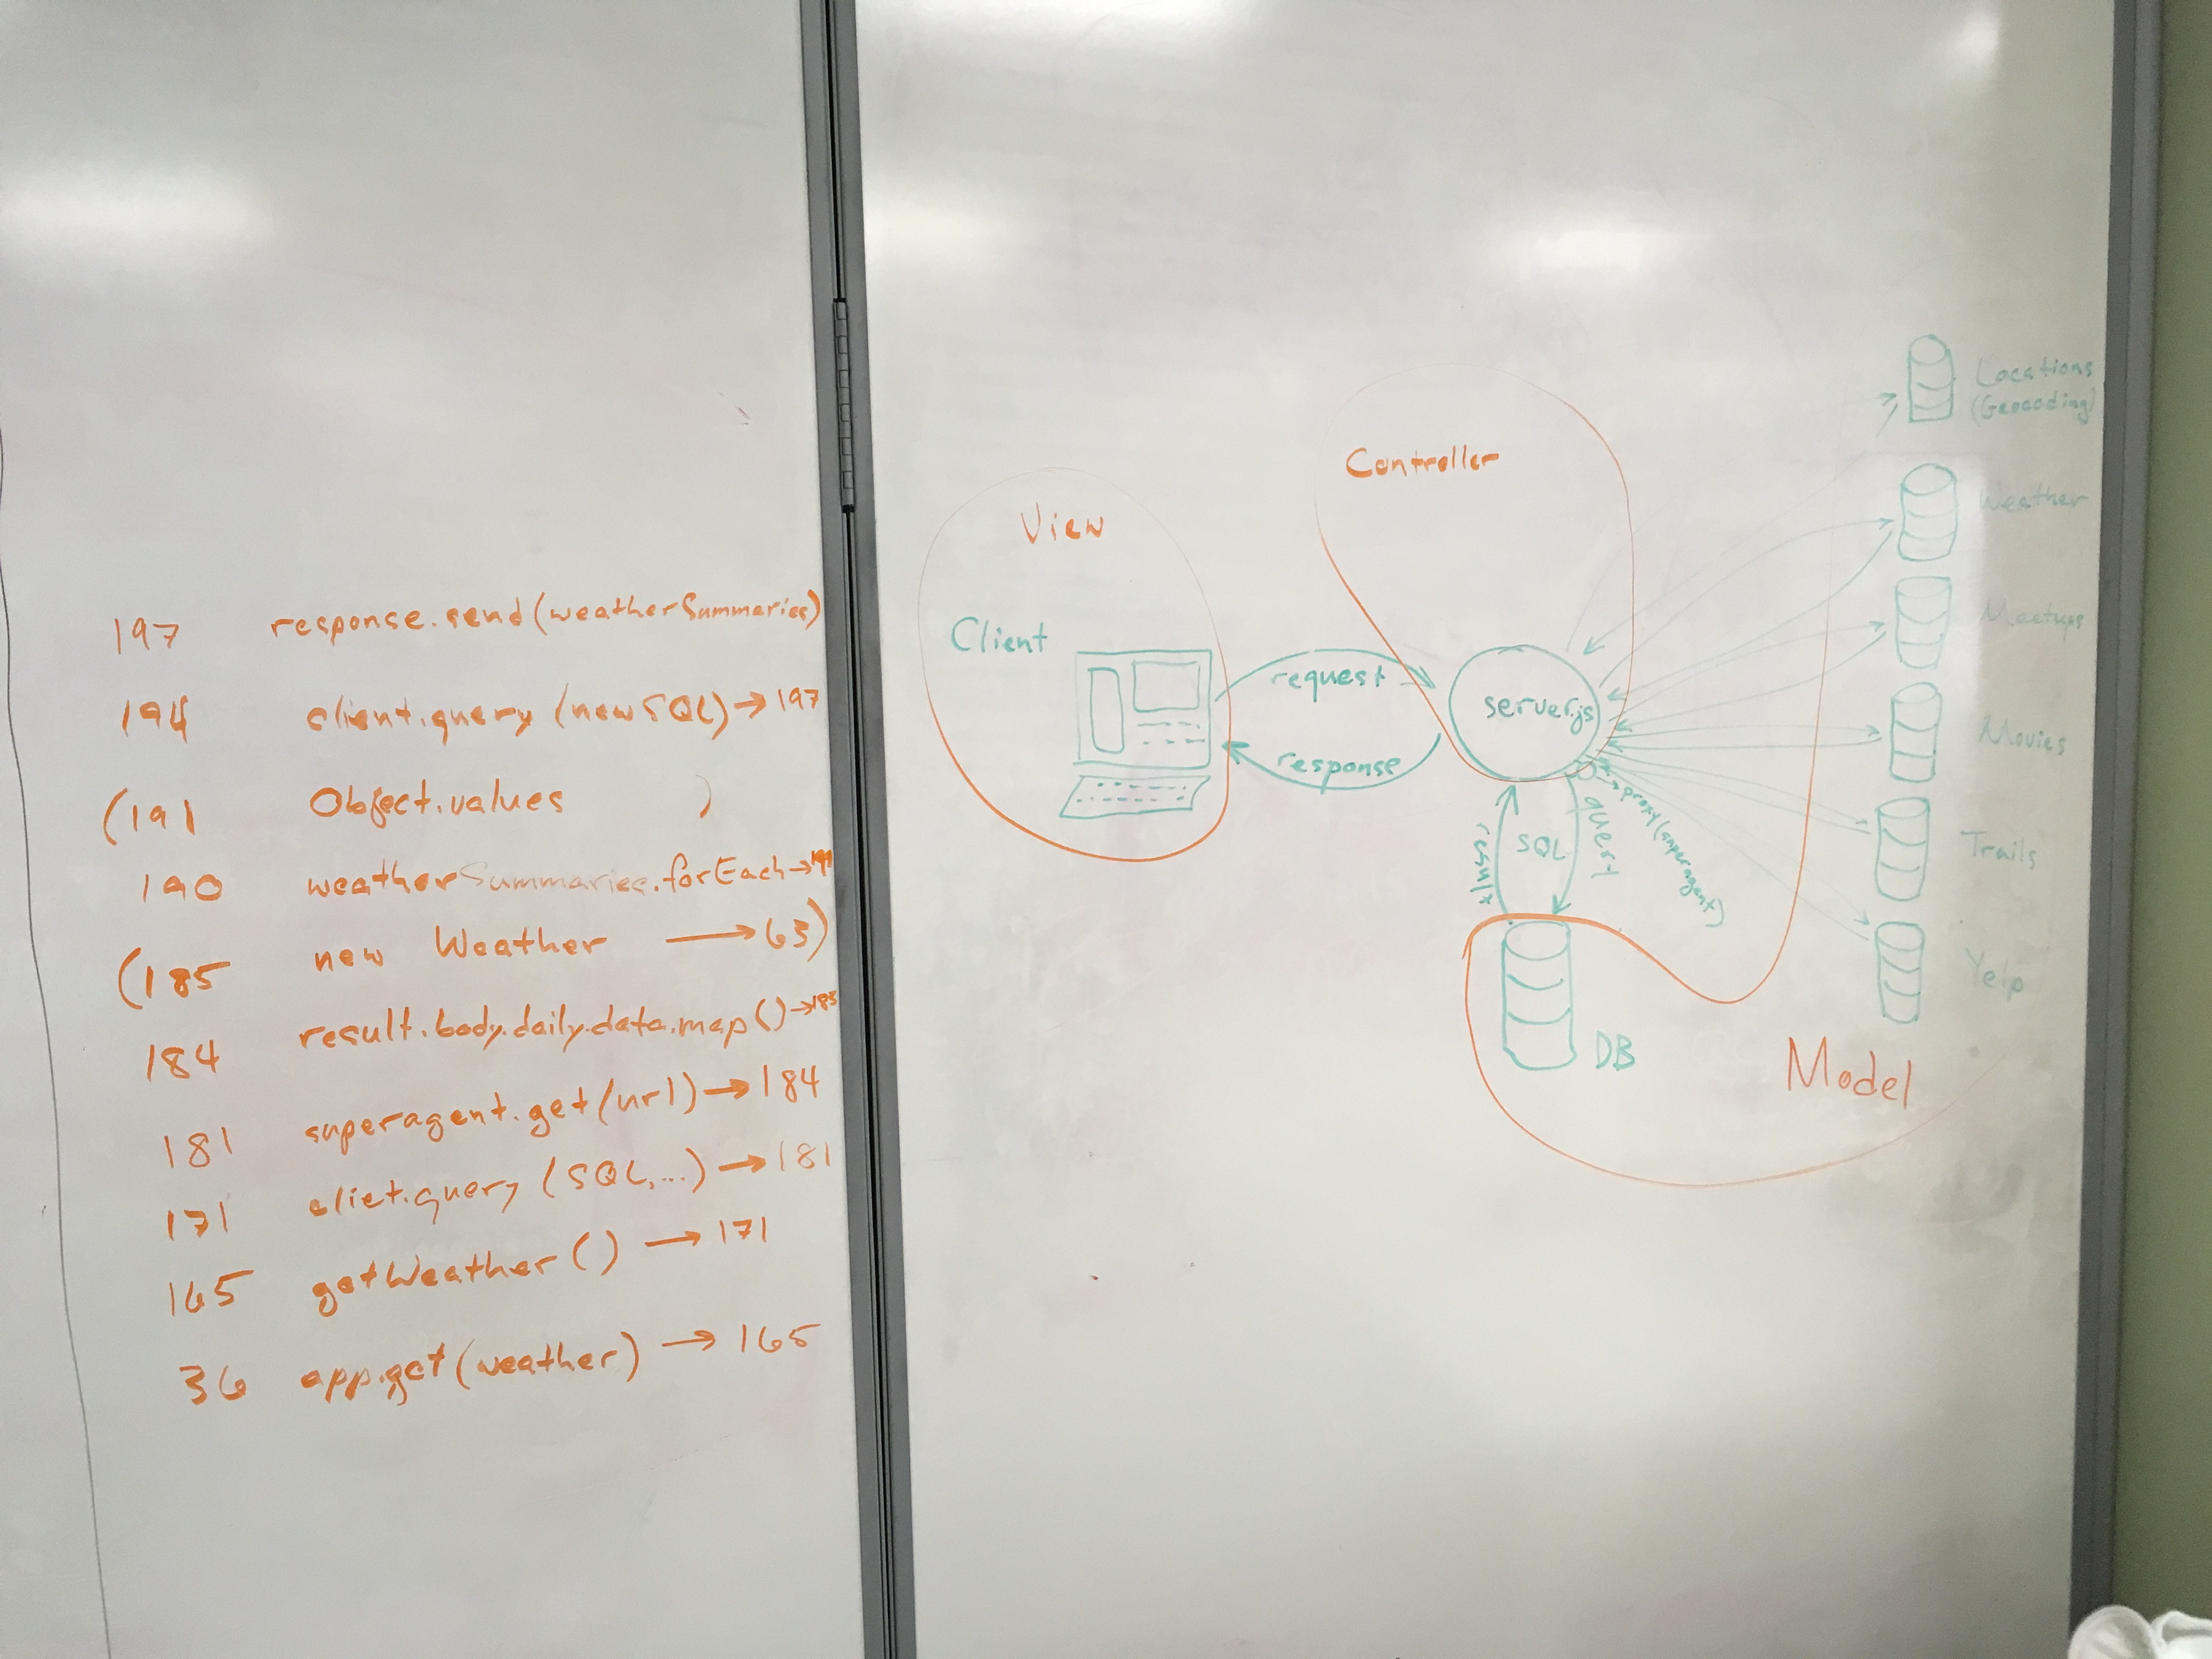 197 response.send(weatherSummaries)
194 client.query (newSQL) → 197
(191 Object.values )
190 weatherSummaries.forEach →
(185 new Weather → 63)
184 result.body.daily.data.map() → 185
181 superagent.get(url) → 184
171 cliet.query (SQL,...) → 181
165 getWeather () → 171
36 app.get(weather) → 165
View
Client
request
response
Controller
server.js
result
SQL
query
proxy (superagent)
DB
Model
Locations
(Geocoding)
Weather
Meetups
Movies
Trails
Yelp